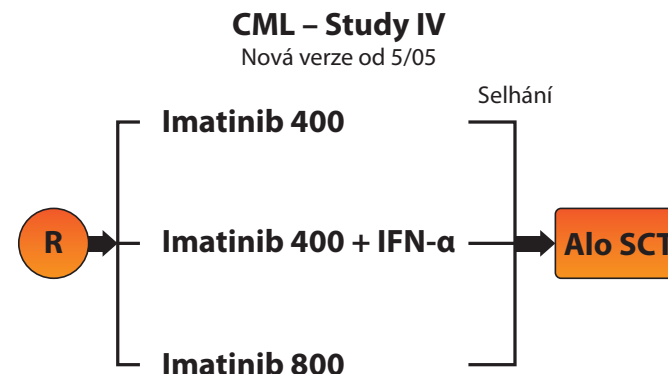 CML – Study IV
Nová verze od 5/05
Selhání
Imatinib 400
R
Imatinib 400 + IFN-α
Alo SCT
Imatinib 800